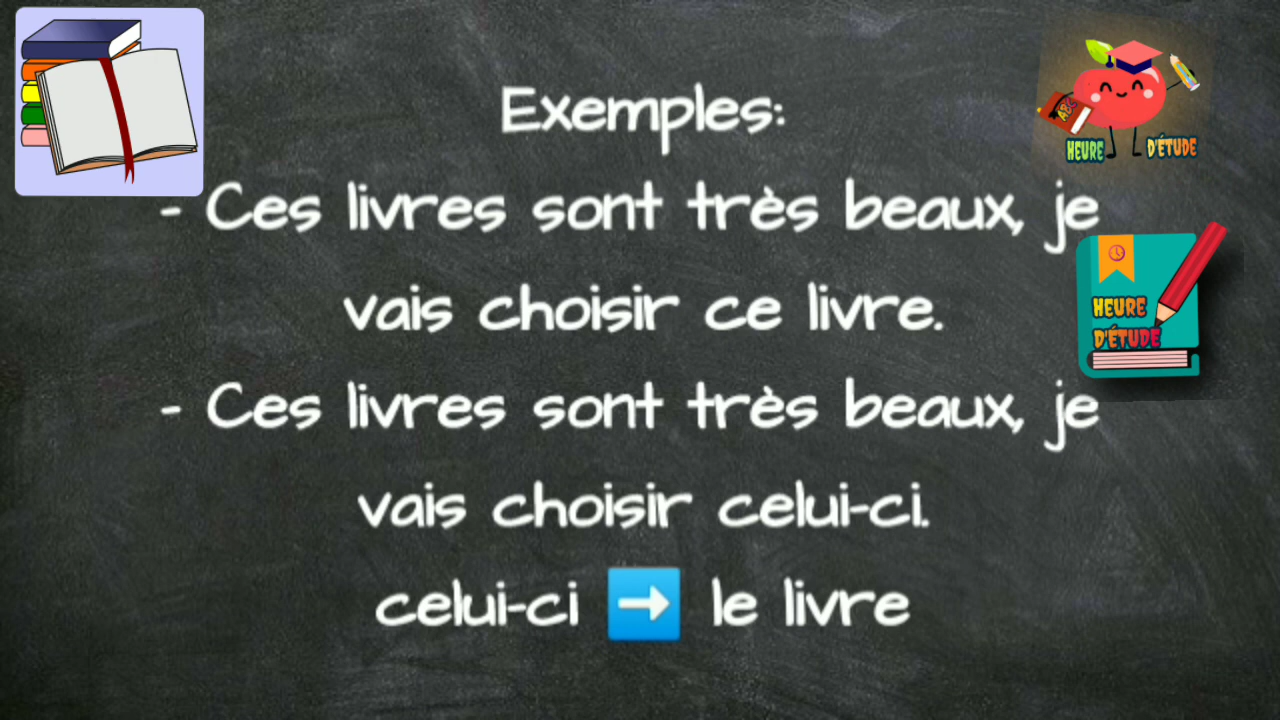 Exemples:
- Ces livres sont très beaux, je
vais choisir ce livre.
- Ces livres sont très beaux, je
vais choisir celui-ci.
celui-ci ➡ le livre
ABC
HEURE D'ÉTUDE
HEURE
D'ÉTUDE